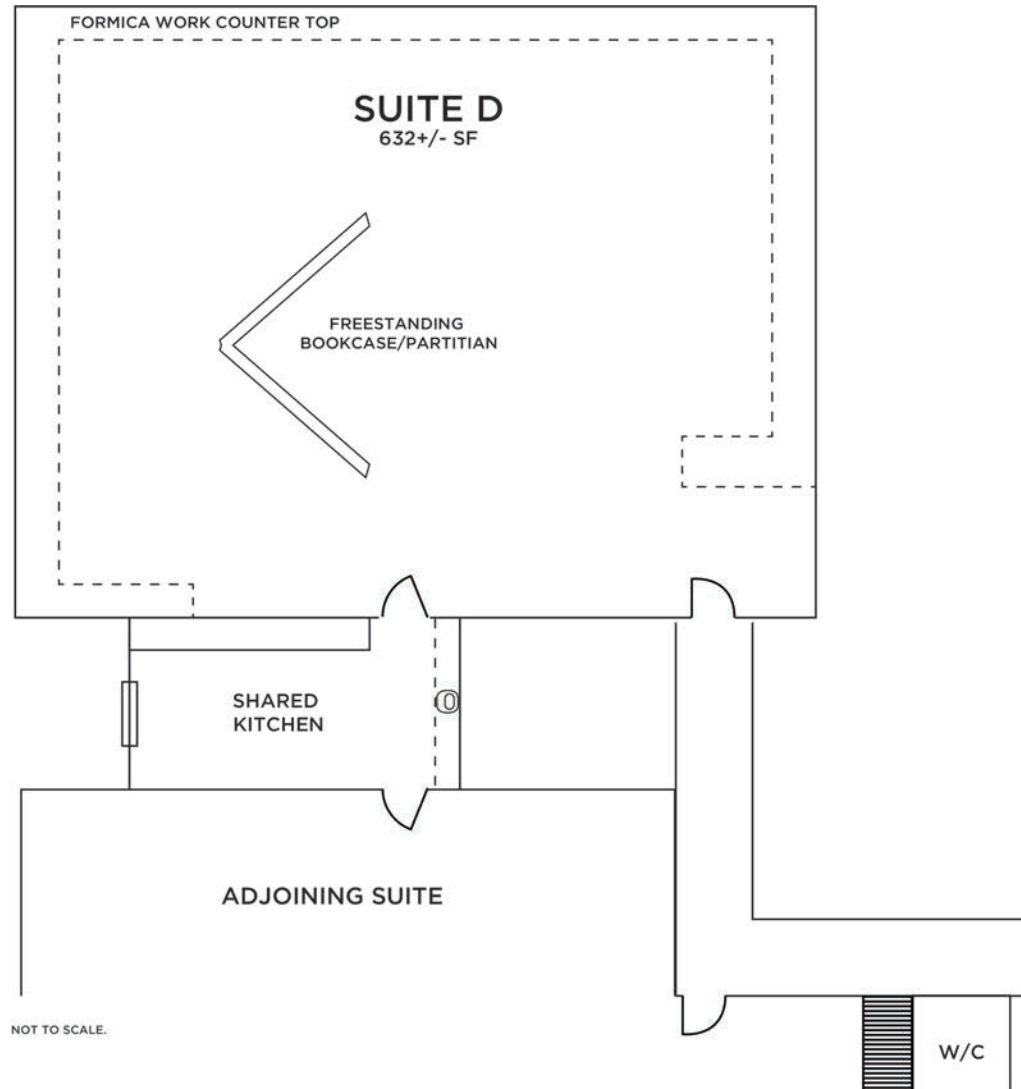 FORMICA WORK COUNTER TOP
SUITE D
632+/- SF
FREESTANDING
BOOKCASE/PARTITIAN
SHARED
KITCHEN
ADJOINING SUITE
NOT TO SCALE.
W/C